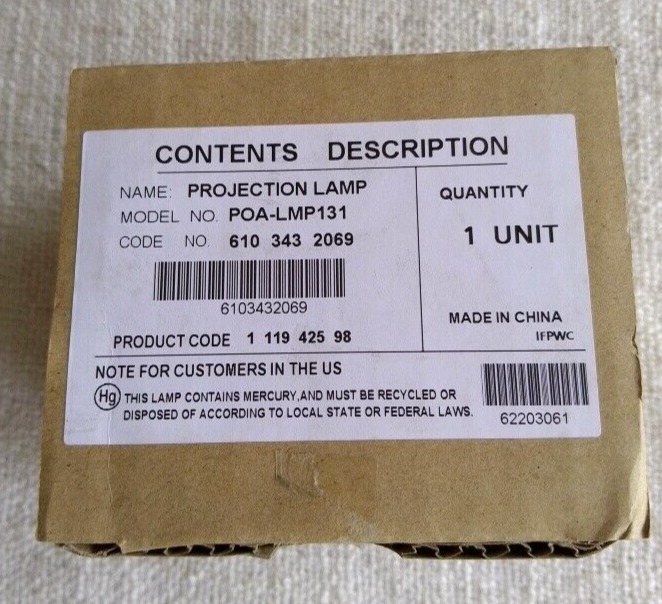 CONTENTS DESCRIPTION
NAME: PROJECTION LAMP
MODEL NO. POA-LMP131
CODE NO. 610 343 2069
6103432069
PRODUCT CODE 1 119 425 98
QUANTITY
1 UNIT
MADE IN CHINA
IFPWC
NOTE FOR CUSTOMERS IN THE US
Hg THIS LAMP CONTAINS MERCURY,AND MUST BE RECYCLED OR
DISPOSED OF ACCORDING TO LOCAL STATE OR FEDERAL LAWS.
62203061